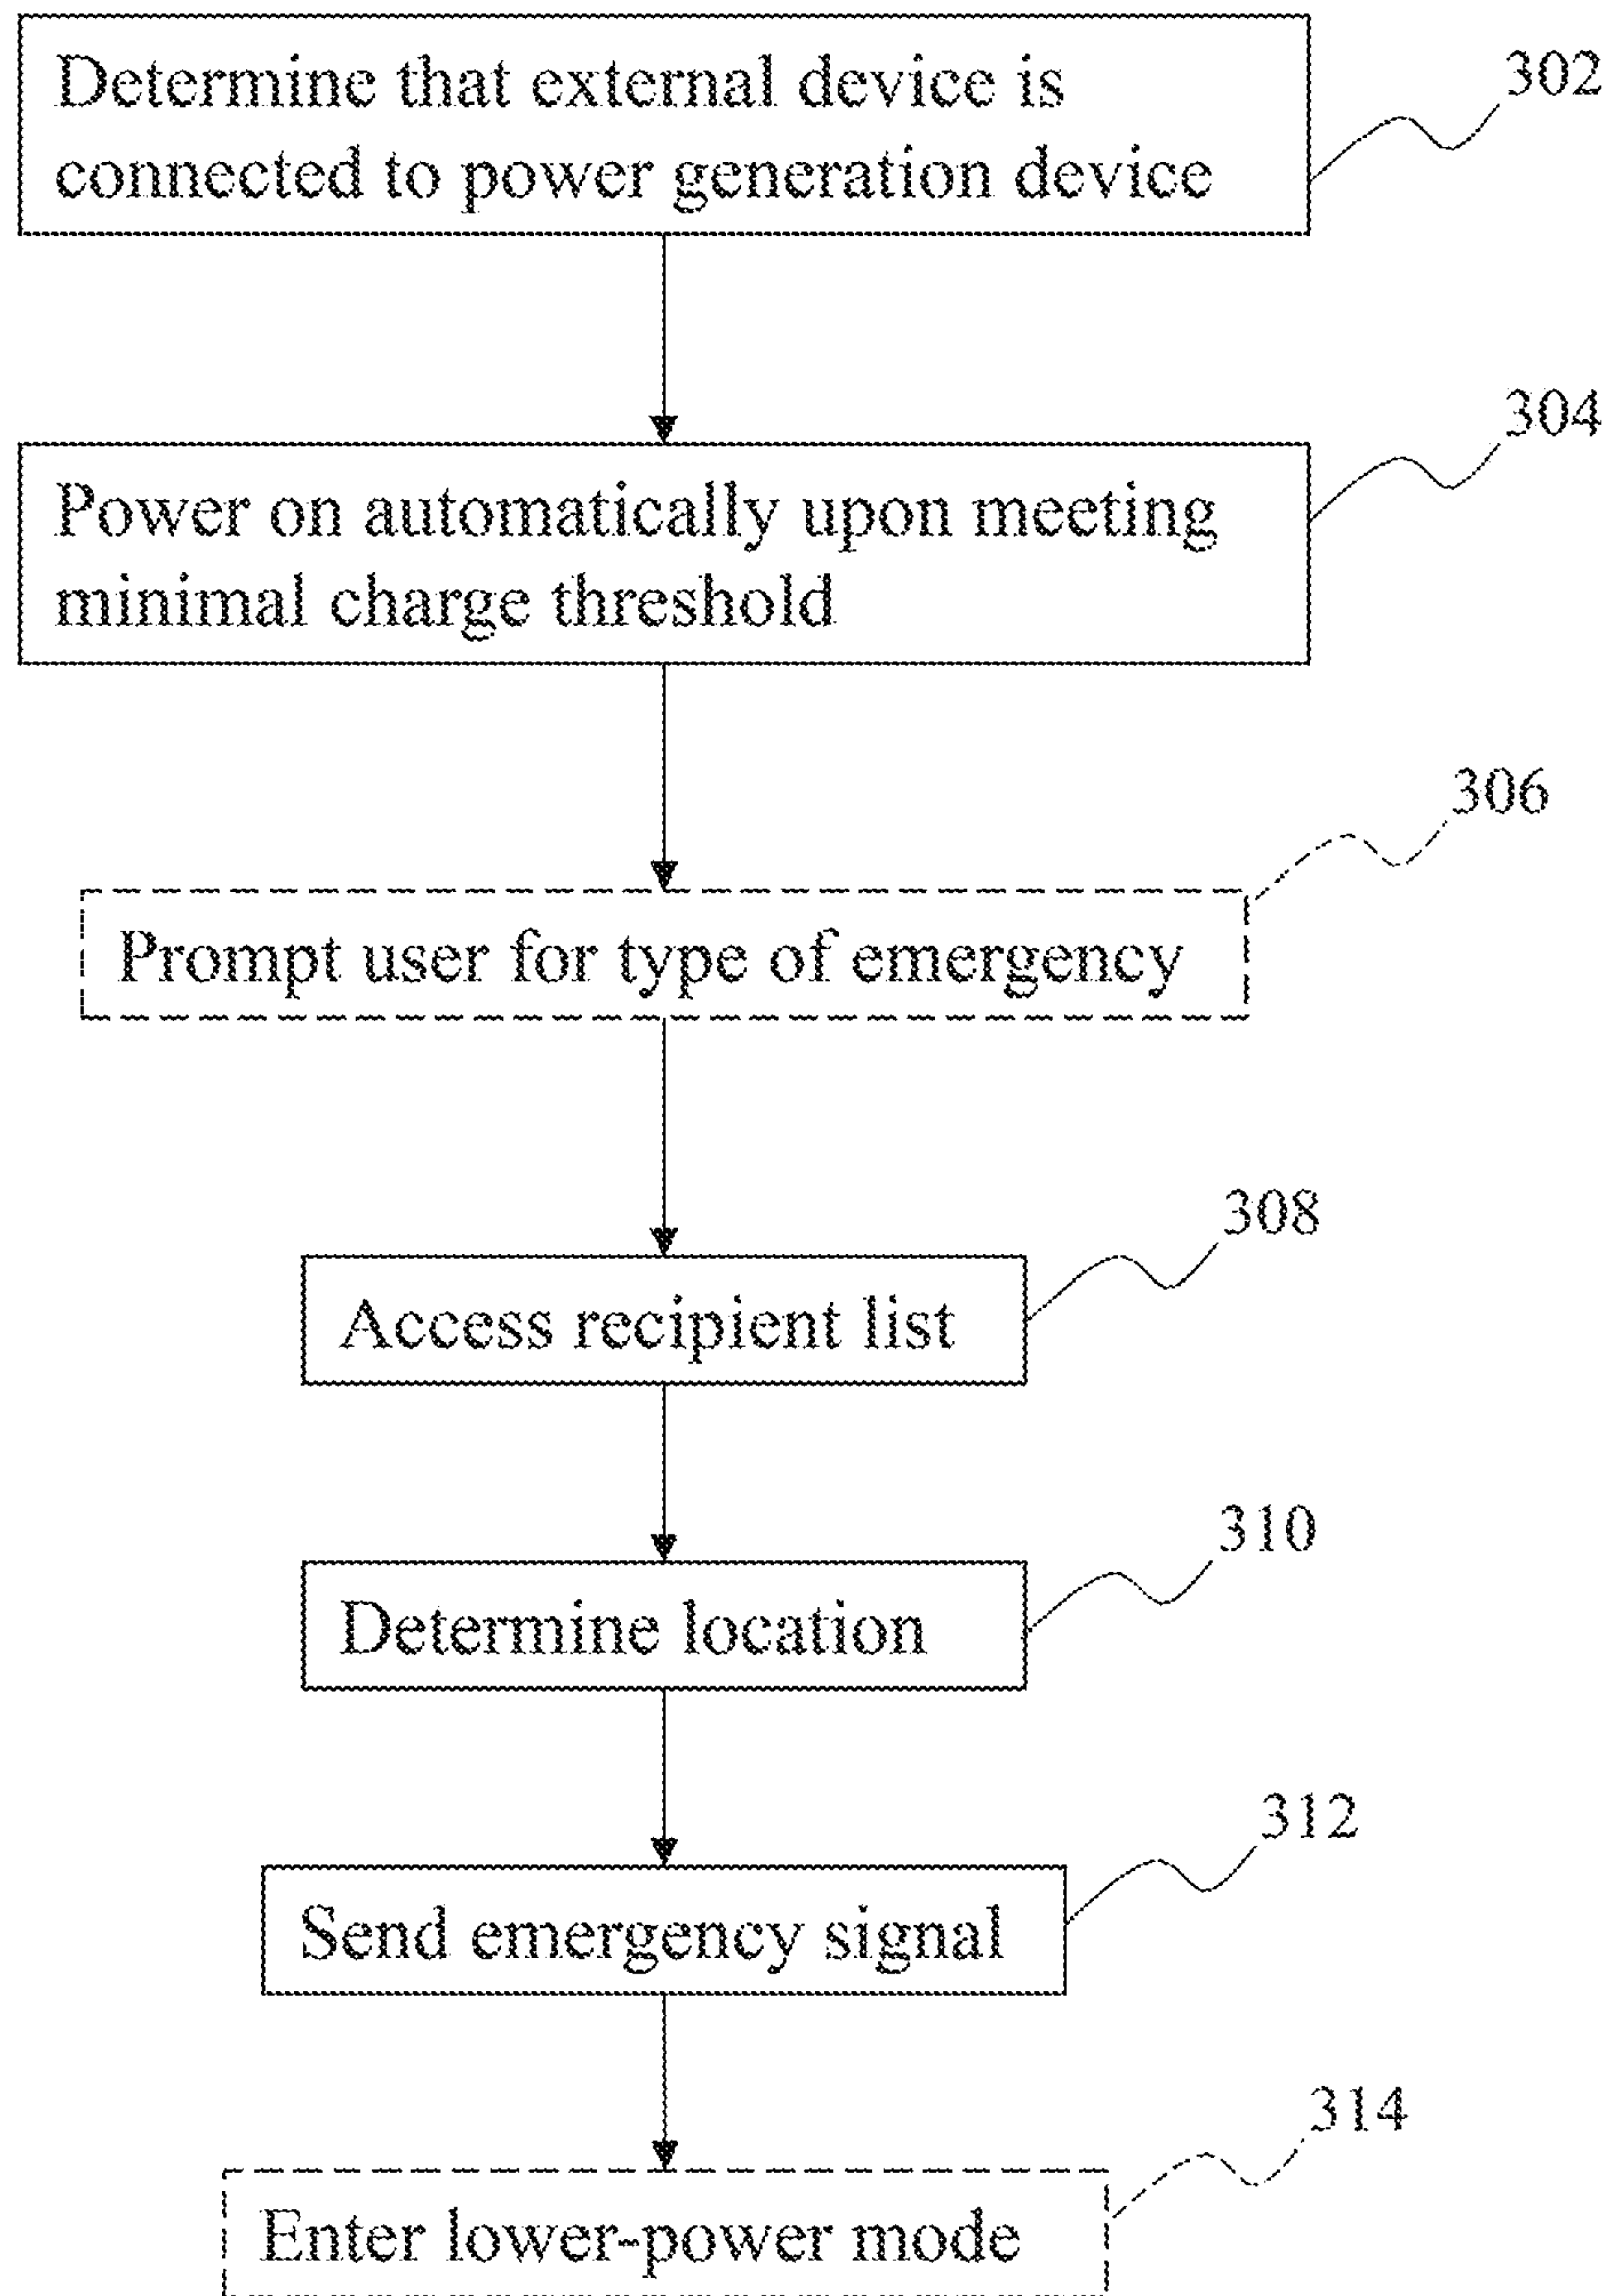 Determine that external device is
connected to power generation device
302
Power on automatically upon meeting
minimal charge threshold
304
Prompt user for type of emergency
306
Access recipient list
308
Determine location
310
Send emergency signal
312
Enter lower-power mode
314